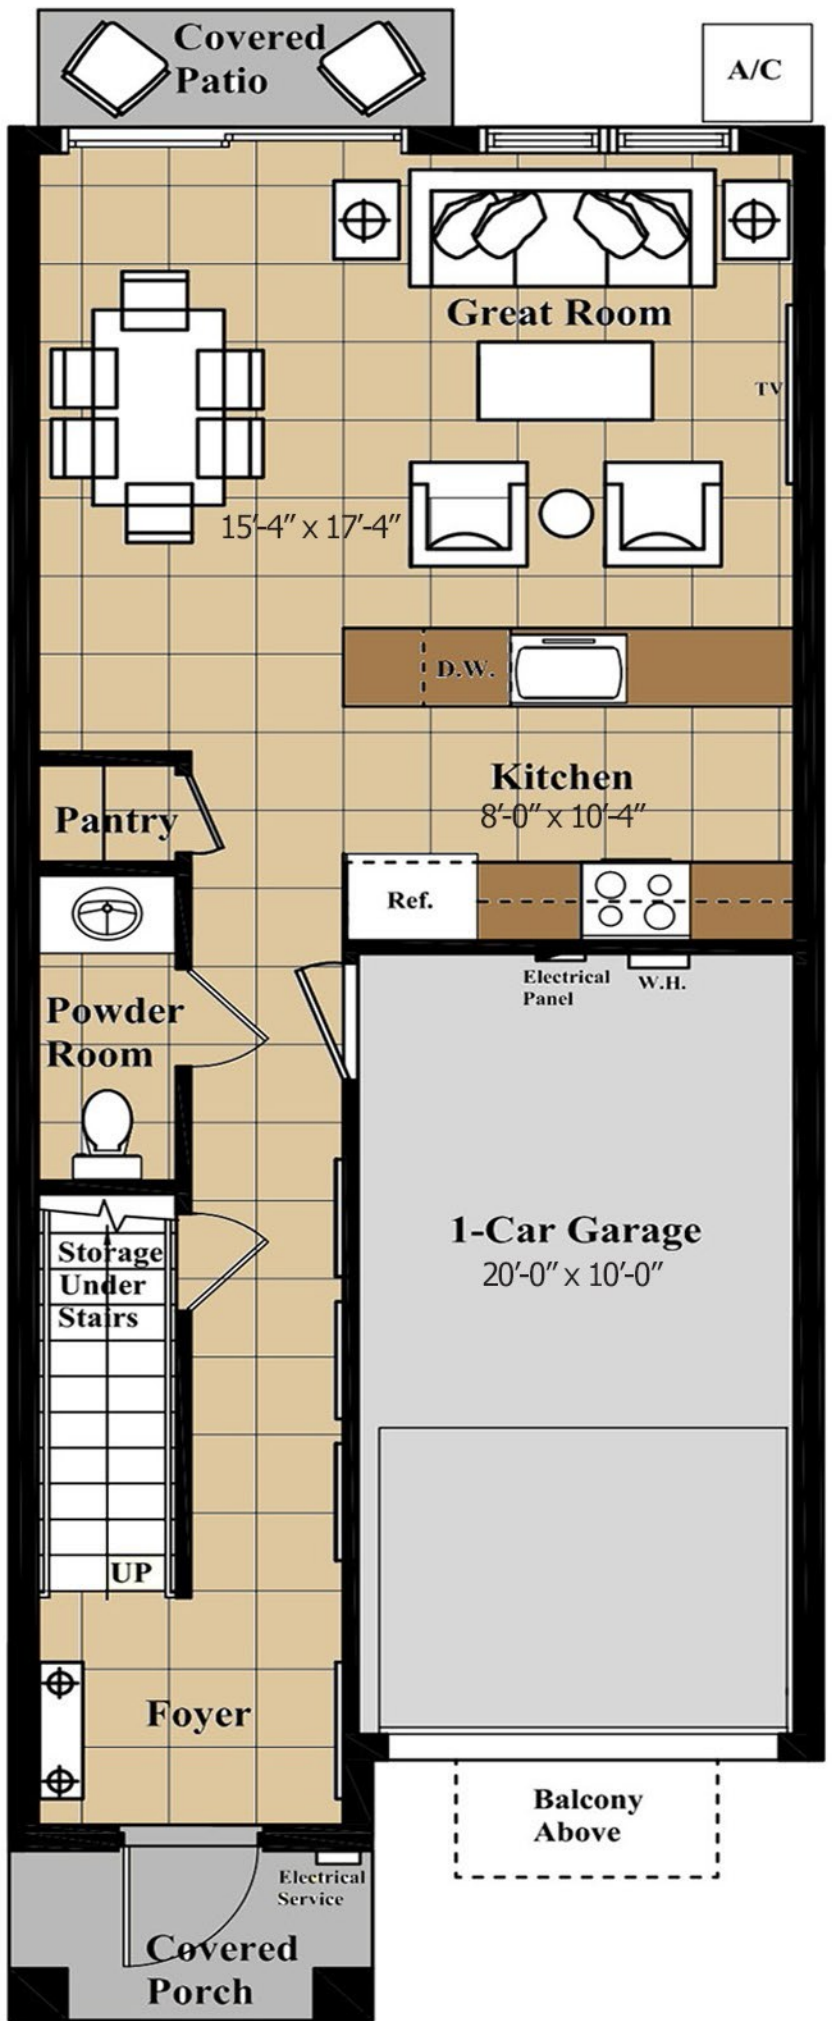 Covered
Patio
A/C
Great Room
TV
15'-4" x 17'-4"
D.W.
Kitchen
8'-0" x 10'-4"
Pantry
Ref.
Electrical
Panel
W.H.
Powder
Room
1-Car Garage
20'-0" x 10'-0"
Storage
Under
Stairs
UP
Foyer
Balcony
Above
Electrical
Service
Covered
Porch